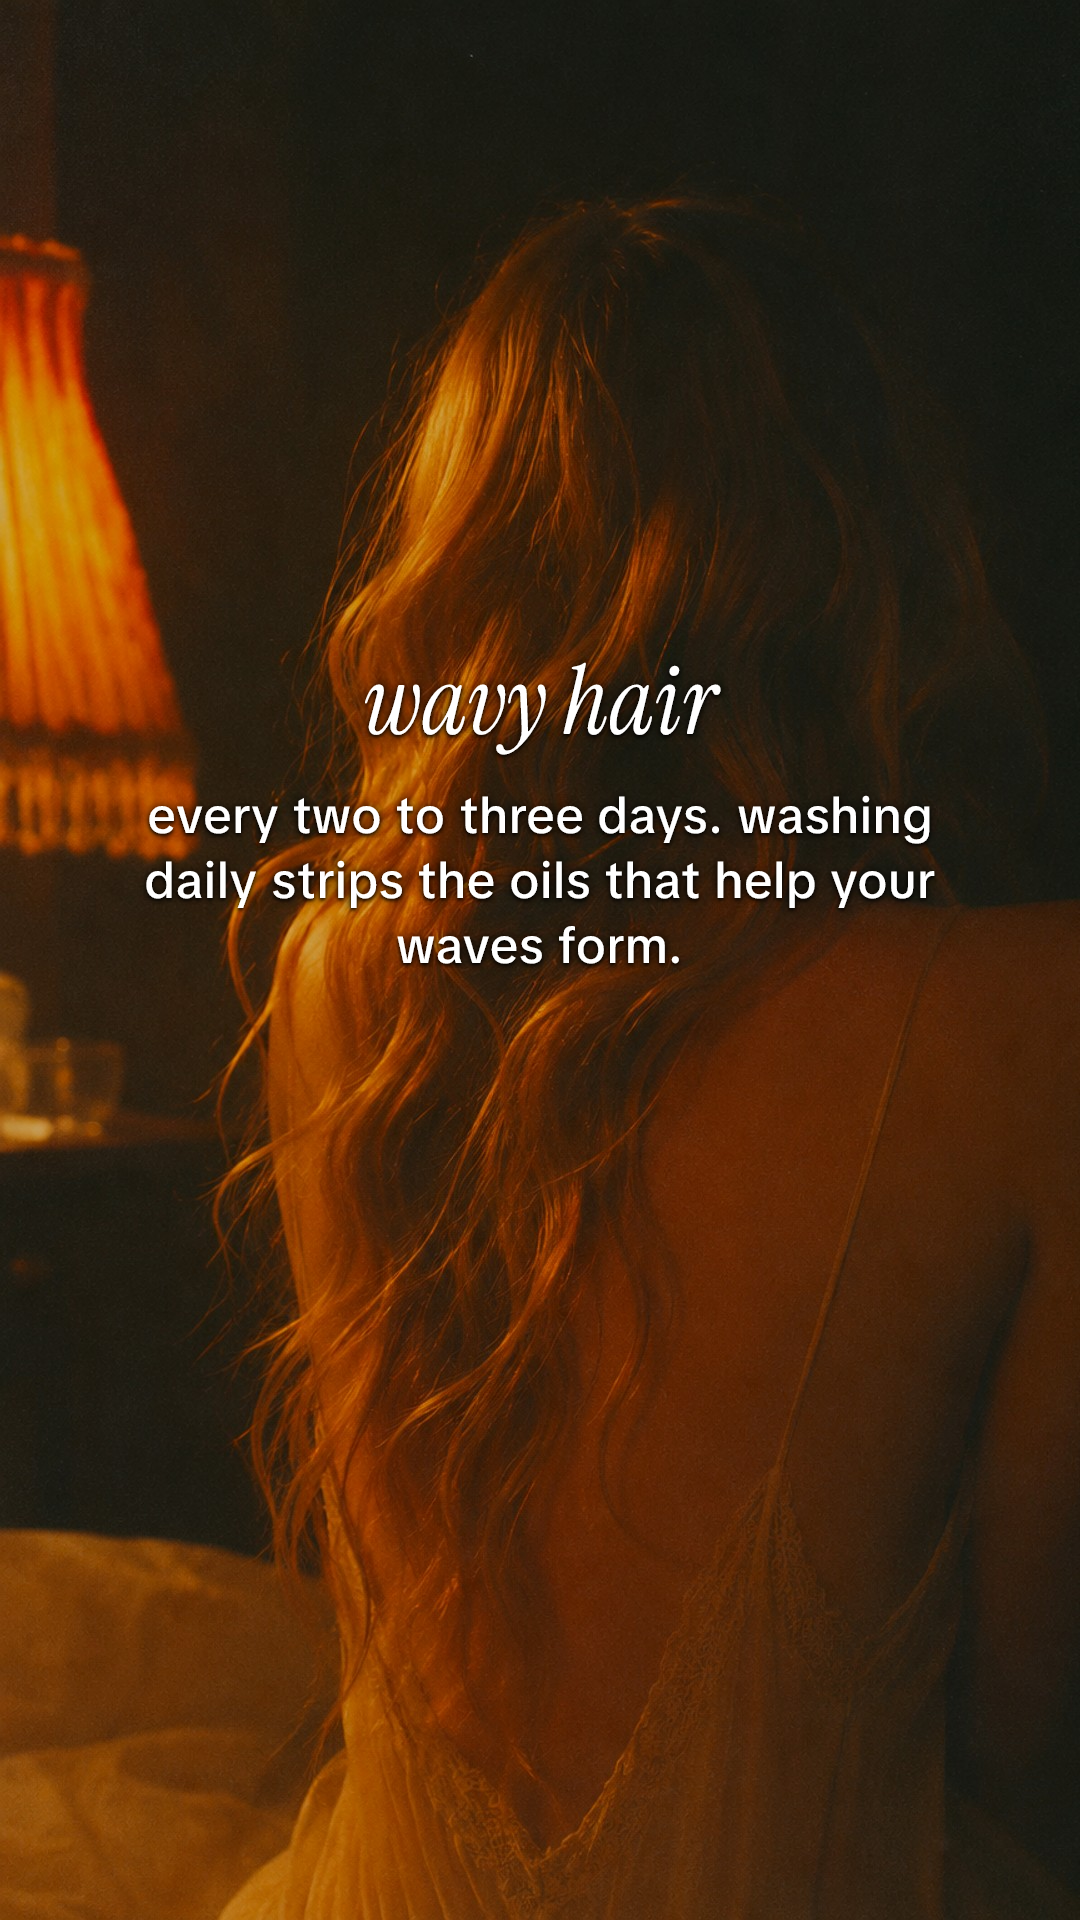 wavy hair
every two to three days. washing
daily strips the oils that help your
waves form.